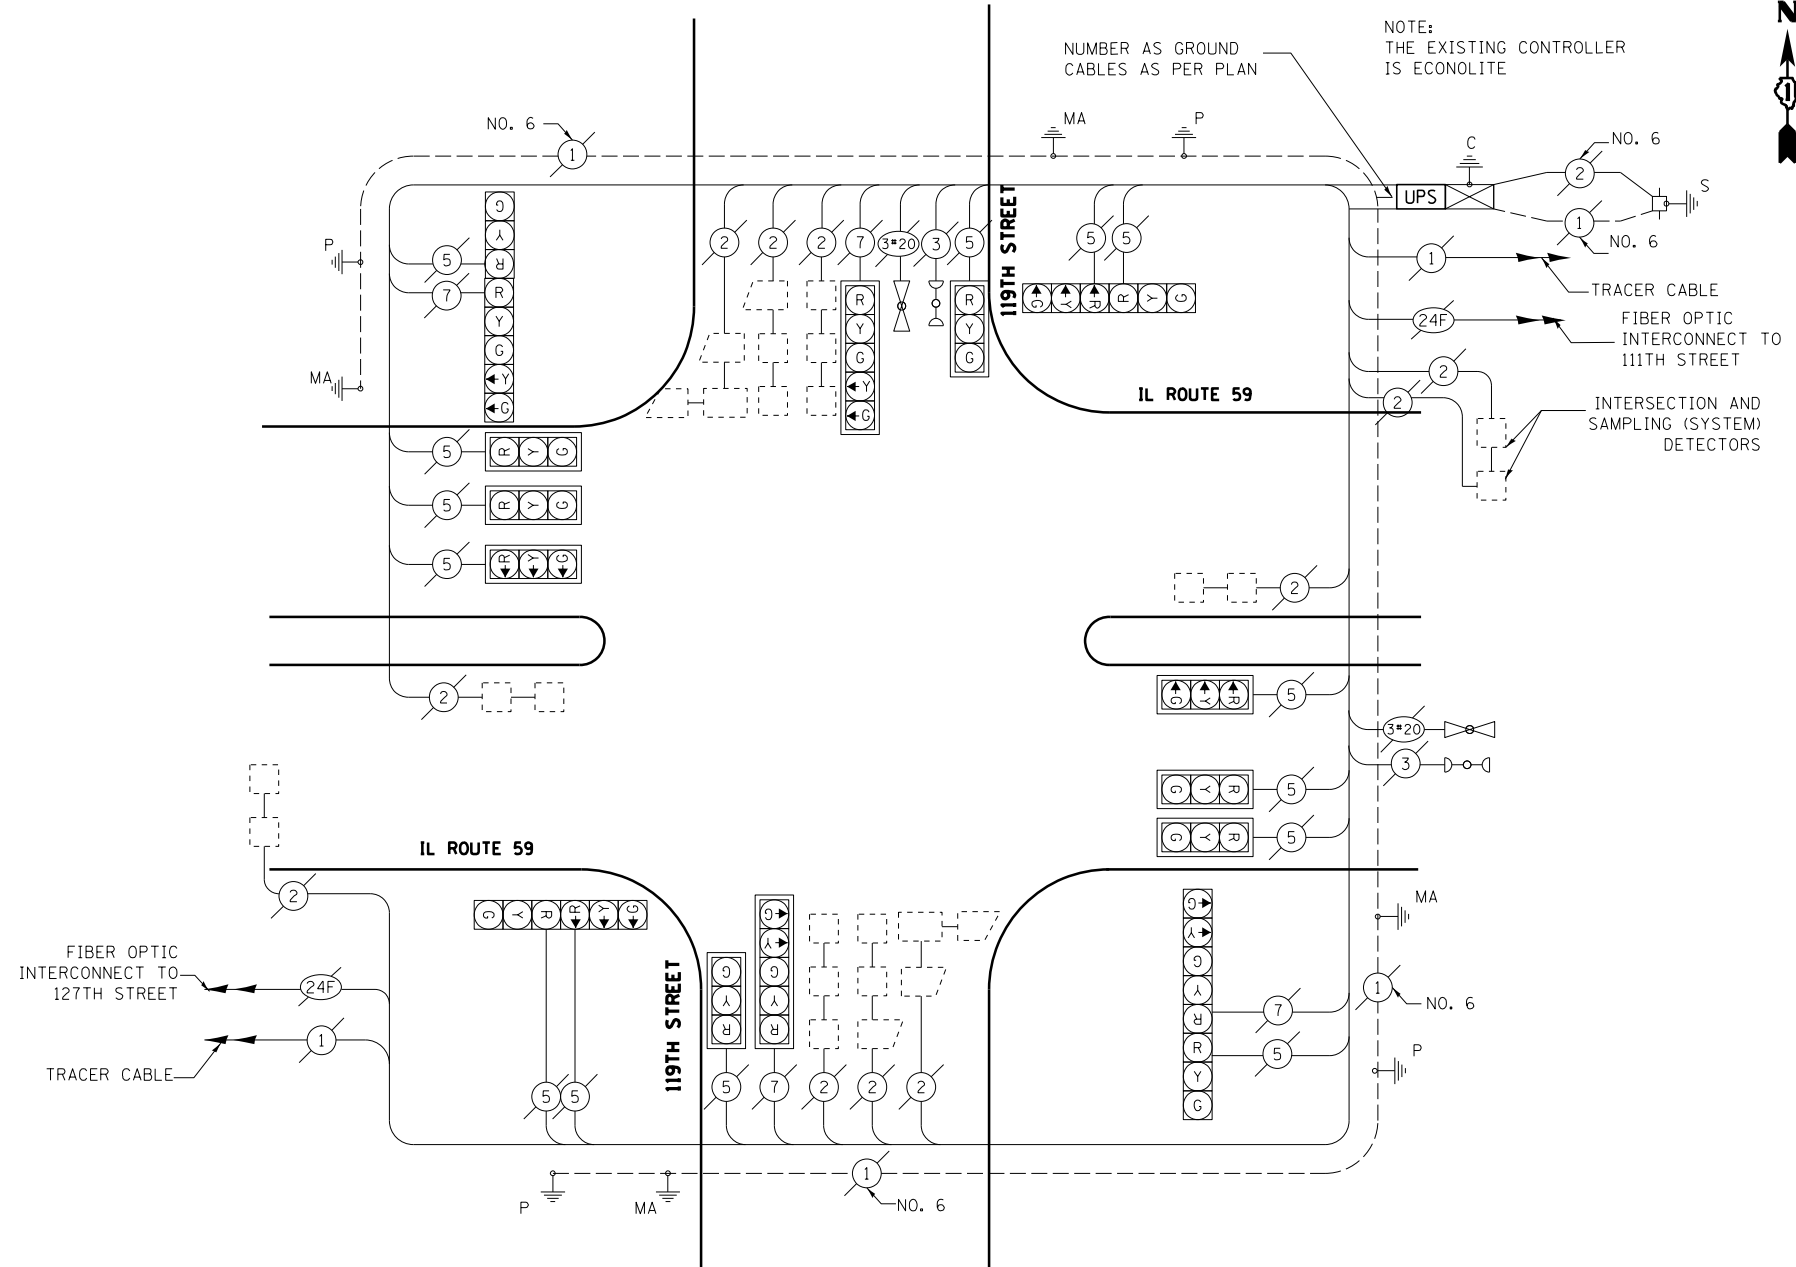 N
1
NOTE:
THE EXISTING CONTROLLER
IS ECONOLITE
NUMBER AS GROUND
CABLES AS PER PLAN
NO. 6
1
MA
P
C
NO. 6
2
S
UPS
1
NO. 6
P
MA
G
Y
R
R
Y
G
Y
G
5
7
2
2
2
7
3#20
3
5
R
Y
G
Y
G
R
Y
G
119TH STREET
5
5
G Y R R Y G
1
TRACER CABLE
24F
FIBER OPTIC
INTERCONNECT TO
111TH STREET
2
2
INTERSECTION AND
SAMPLING (SYSTEM)
DETECTORS
IL ROUTE 59
5
R Y G
5
R Y G
5
R Y G
2
2
G Y R
5
3#20
3
G Y R
5
G Y R
5
IL ROUTE 59
2
G Y R R Y G
FIBER OPTIC
INTERCONNECT TO
127TH STREET
24F
1
TRACER CABLE
5
5
119TH STREET
G
Y
R
G
Y
G
Y
R
5
7
2
2
2
G
Y
G
Y
R
R
Y
G
7
5
MA
1
NO. 6
P
P
MA
1
NO. 6